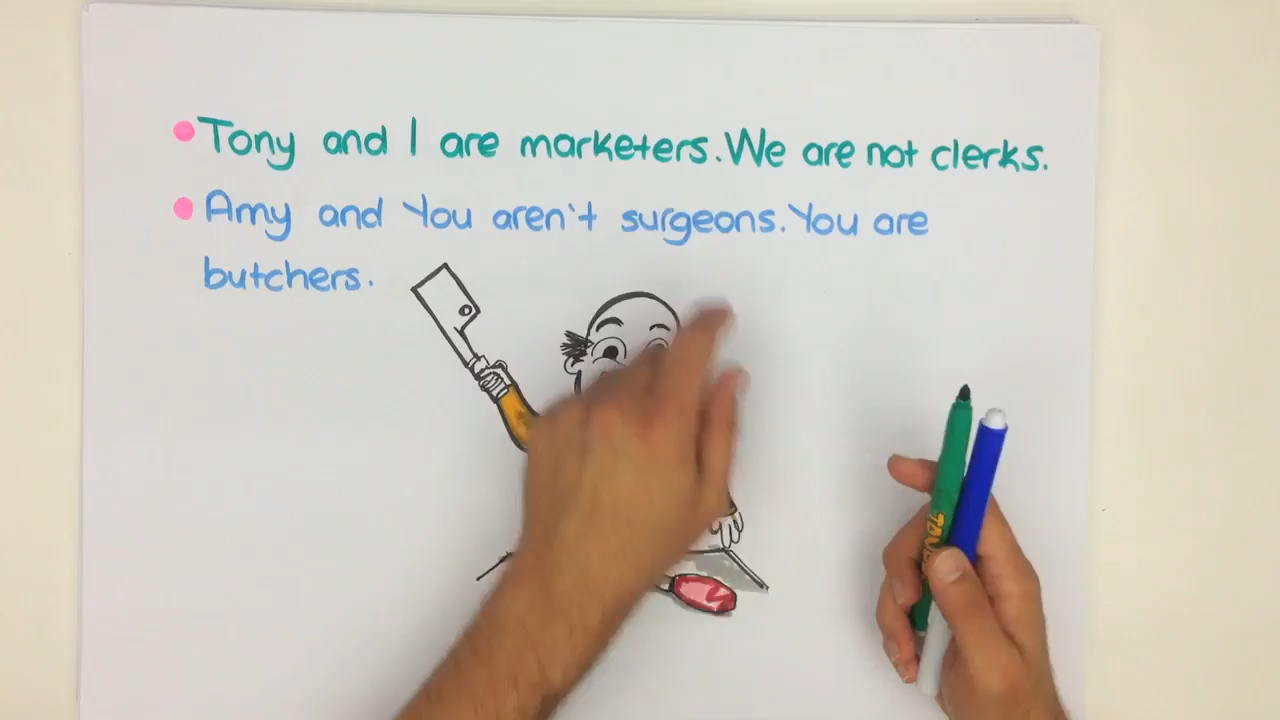 Tony and I are marketers. We are not clerks.
Amy and You aren't surgeons. You are
butchers.